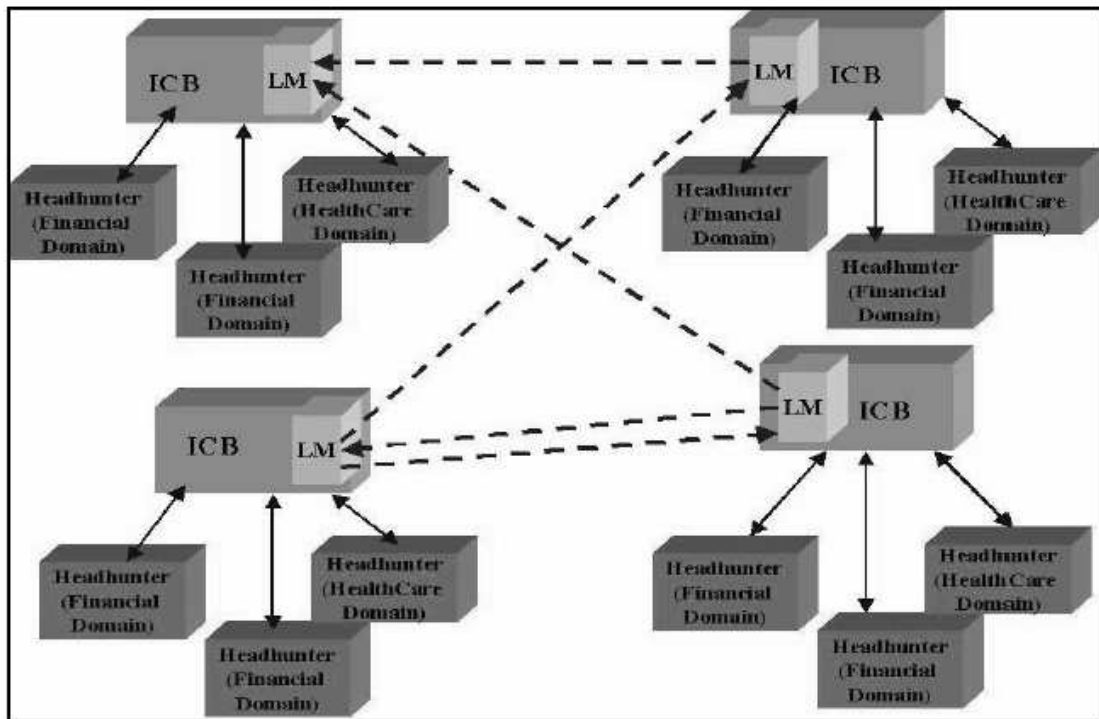 ICB
LM
Headhunter
(Financial
Domain)
Headhunter
(Financial
Domain)
Headhunter
(HealthCare
Domain)
LM
ICB
Headhunter
(Financial
Domain)
Headhunter
(Financial
Domain)
Headhunter
(HealthCare
Domain)
ICB
LM
Headhunter
(Financial
Domain)
Headhunter
(Financial
Domain)
Headhunter
(HealthCare
Domain)
LM
ICB
Headhunter
(Financial
Domain)
Headhunter
(Financial
Domain)
Headhunter
(HealthCare
Domain)